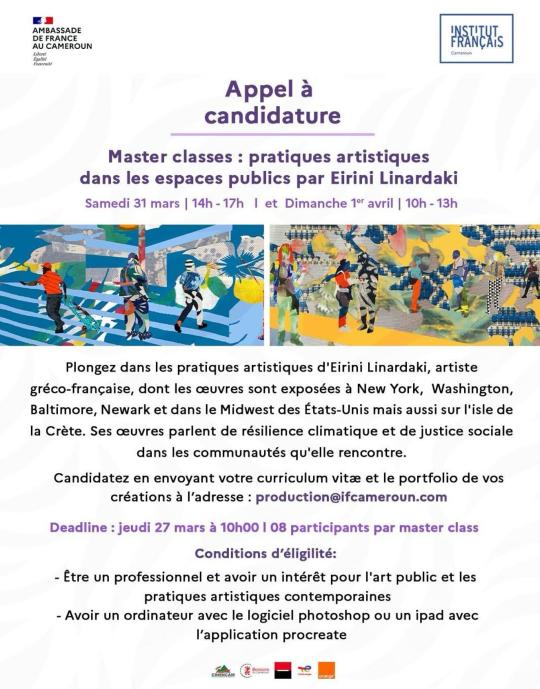 AMBASSADE
DE FRANCE
AU CAMEROUN
Liberté
Égalité
Fraternité
INSTITUT
FRANÇAIS
Cameroun
Appel à
candidature
Master classes : pratiques artistiques
dans les espaces publics par Eirini Linardaki
Samedi 31 mars | 14h - 17h | et Dimanche 1er avril | 10h - 13h
Plongez dans les pratiques artistiques d'Eirini Linardaki, artiste
gréco-française, dont les œuvres sont exposées à New York, Washington,
Baltimore, Newark et dans le Midwest des États-Unis mais aussi sur l'isle de
la Crète. Ses œuvres parlent de résilience climatique et de justice sociale
dans les communautés qu'elle rencontre.
Candidatez en envoyant votre curriculum vitæ et le portfolio de vos
créations à l'adresse : production@ifcameroun.com
Deadline : jeudi 27 mars à 10h00 | 08 participants par master class
Conditions d'éligilité:
- Être un professionnel et avoir un intérêt pour l'art public et les
pratiques artistiques contemporaines
- Avoir un ordinateur avec le logiciel photoshop ou un ipad avec
l'application procreate
orange